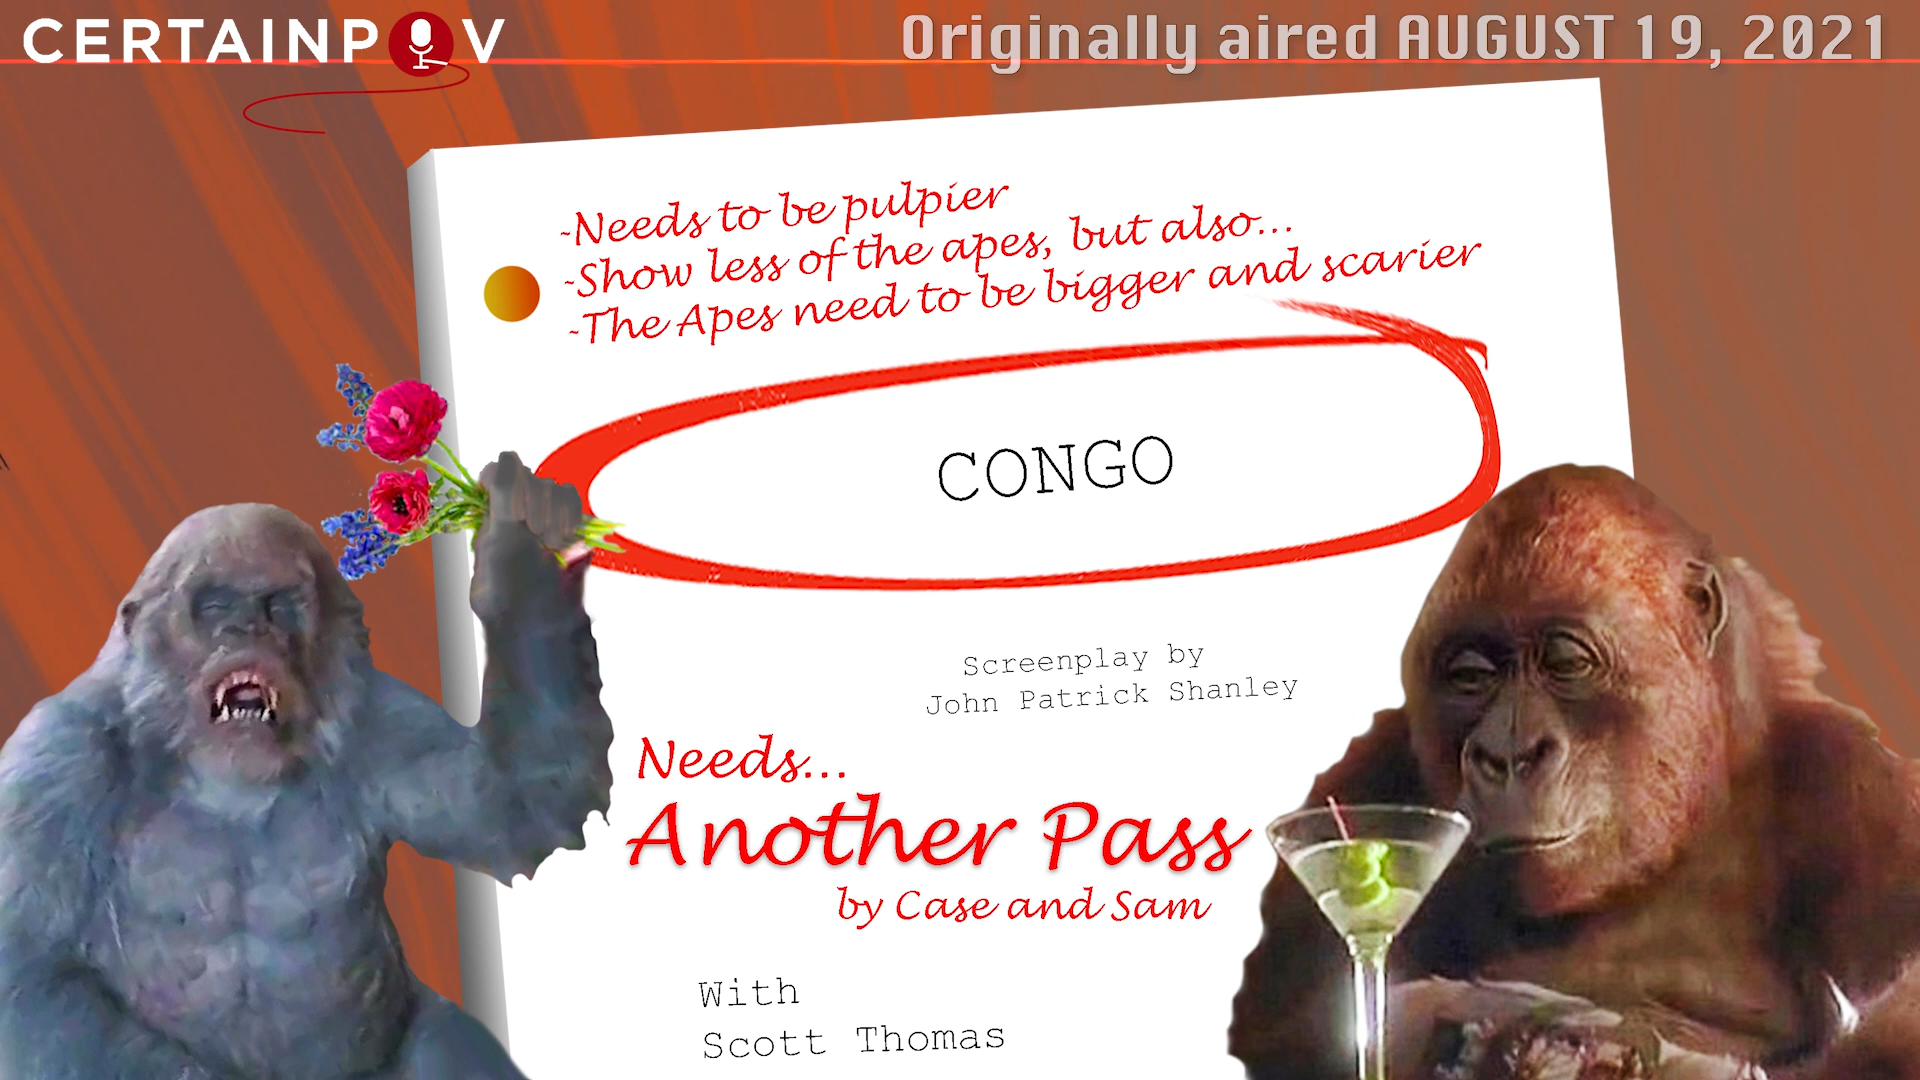 CERTAINPOV
Originally aired AUGUST 19, 2021
-Needs to be pulpier
-Show less of the apes, but also...
-The Apes need to be bigger and scarier
CONGO
Screenplay by
John Patrick Shanley
Needs...
Another Pass
by Case and Sam
With
Scott Thomas